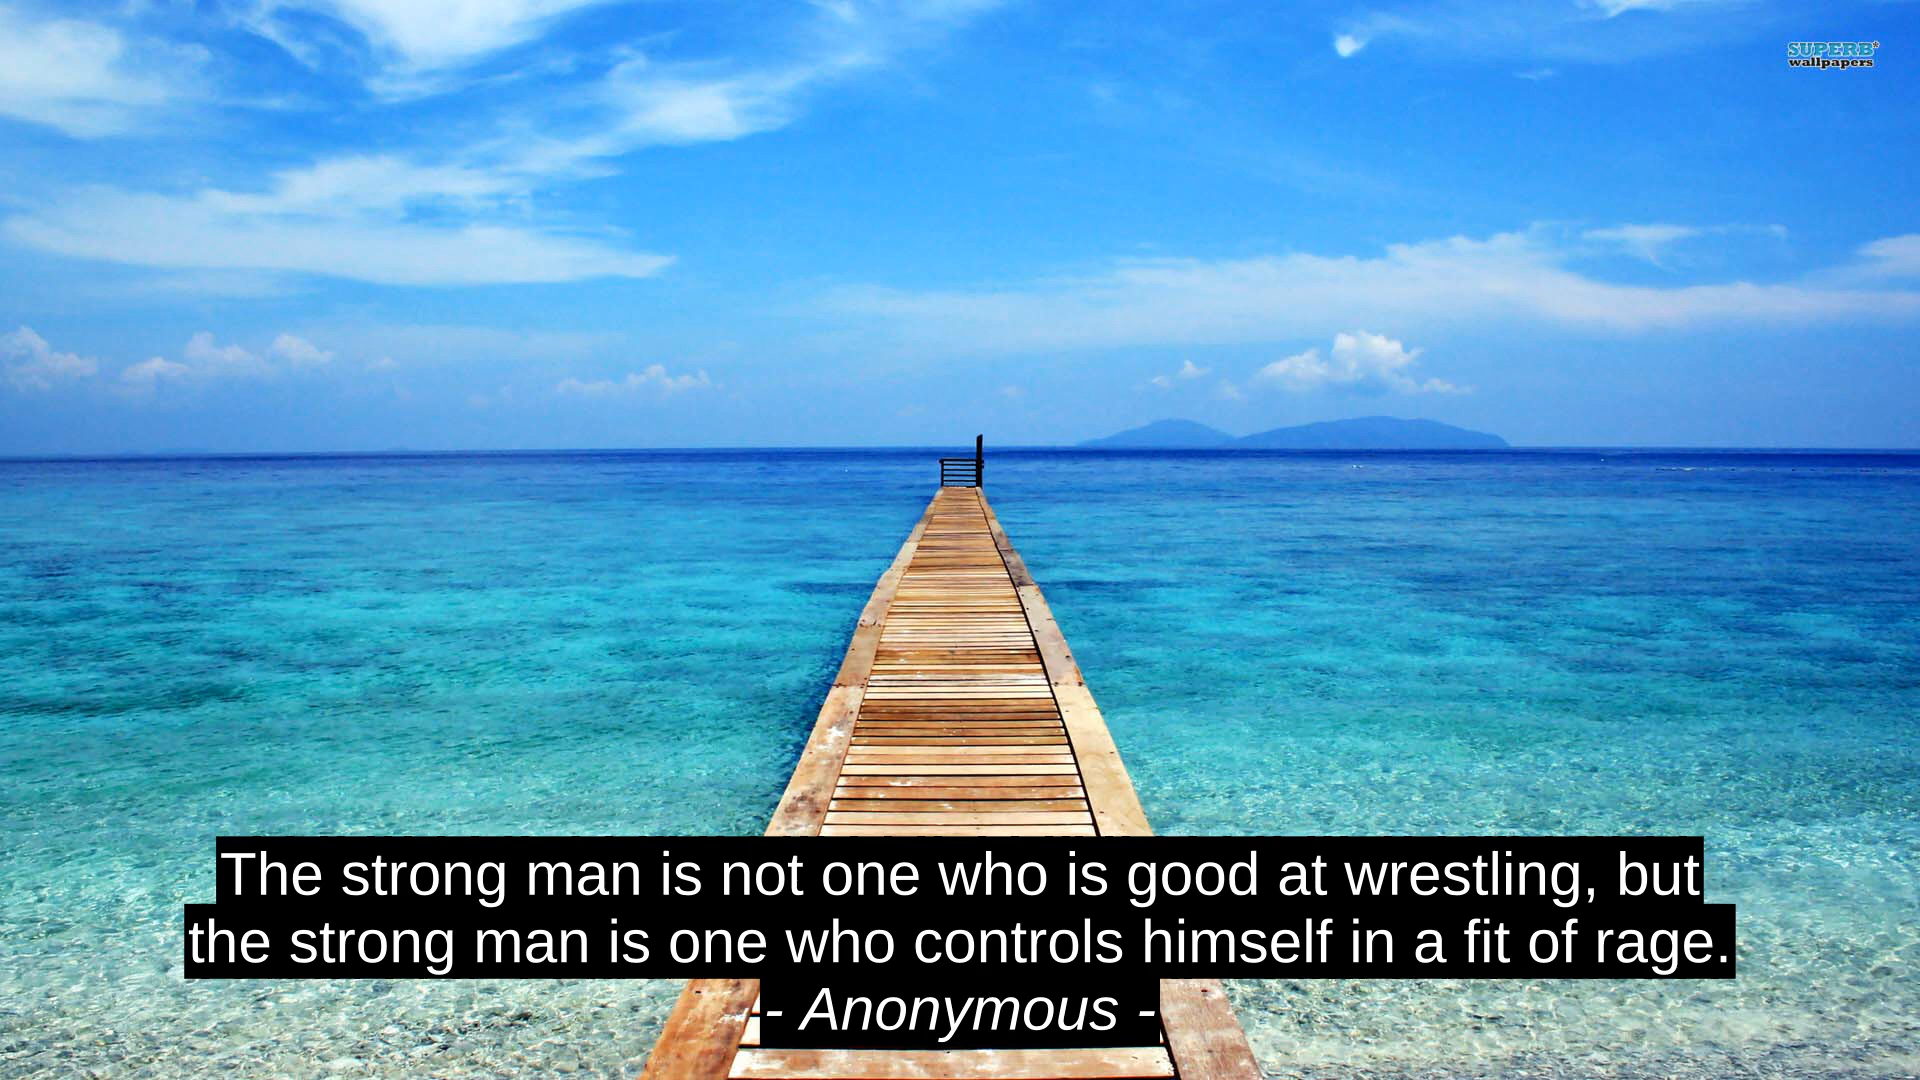 SUPERB
wallpapers
The strong man is not one who is good at wrestling, but
the strong man is one who controls himself in a fit of rage.
- Anonymous -